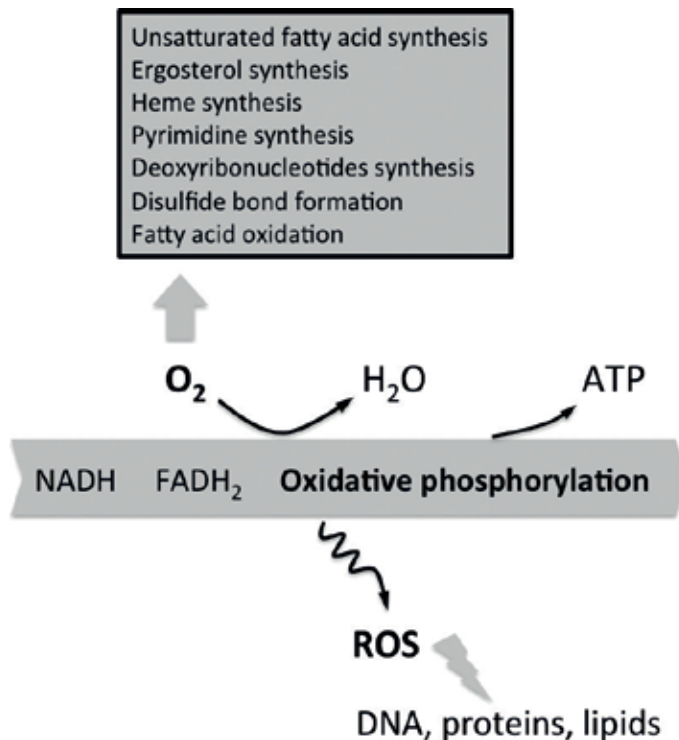 Unsatturated fatty acid synthesis
Ergosterol synthesis
Heme synthesis
Pyrimidine synthesis
Deoxyribonucleotides synthesis
Disulfide bond formation
Fatty acid oxidation
O₂ H₂O ATP
NADH FADH₂ Oxidative phosphorylation
ROS
DNA, proteins, lipids